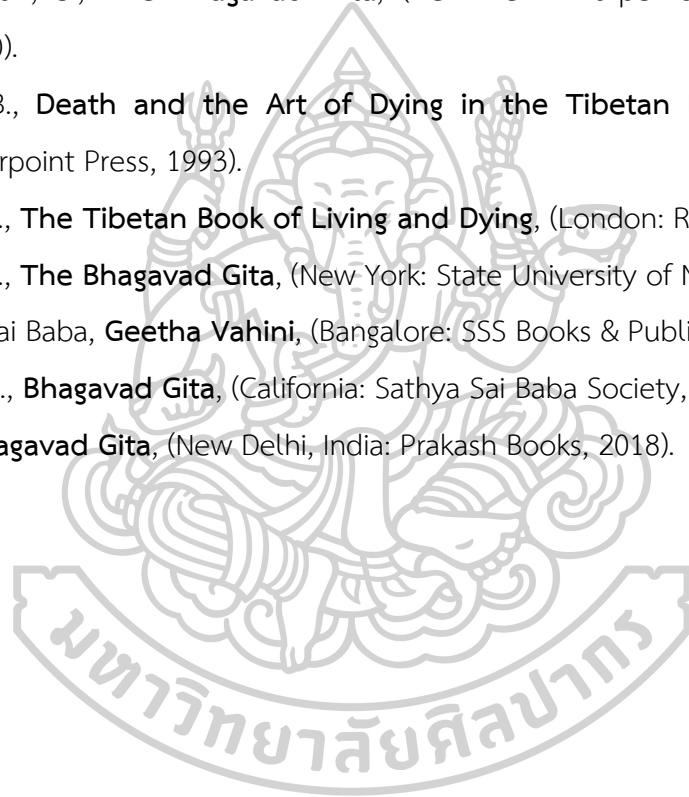 0).
3., Death and the Art of Dying in the Tibetan
rpoint Press, 1993).
., The Tibetan Book of Living and Dying, (London: R
., The Bhagavad Gita, (New York: State University of N
ai Baba, Geetha Vahini, (Bangalore: SSS Books & Publi
., Bhagavad Gita, (California: Sathya Sai Baba Society,
agavad Gita, (New Delhi, India: Prakash Books, 2018).
มหาวิทยาลัยศิลปากร